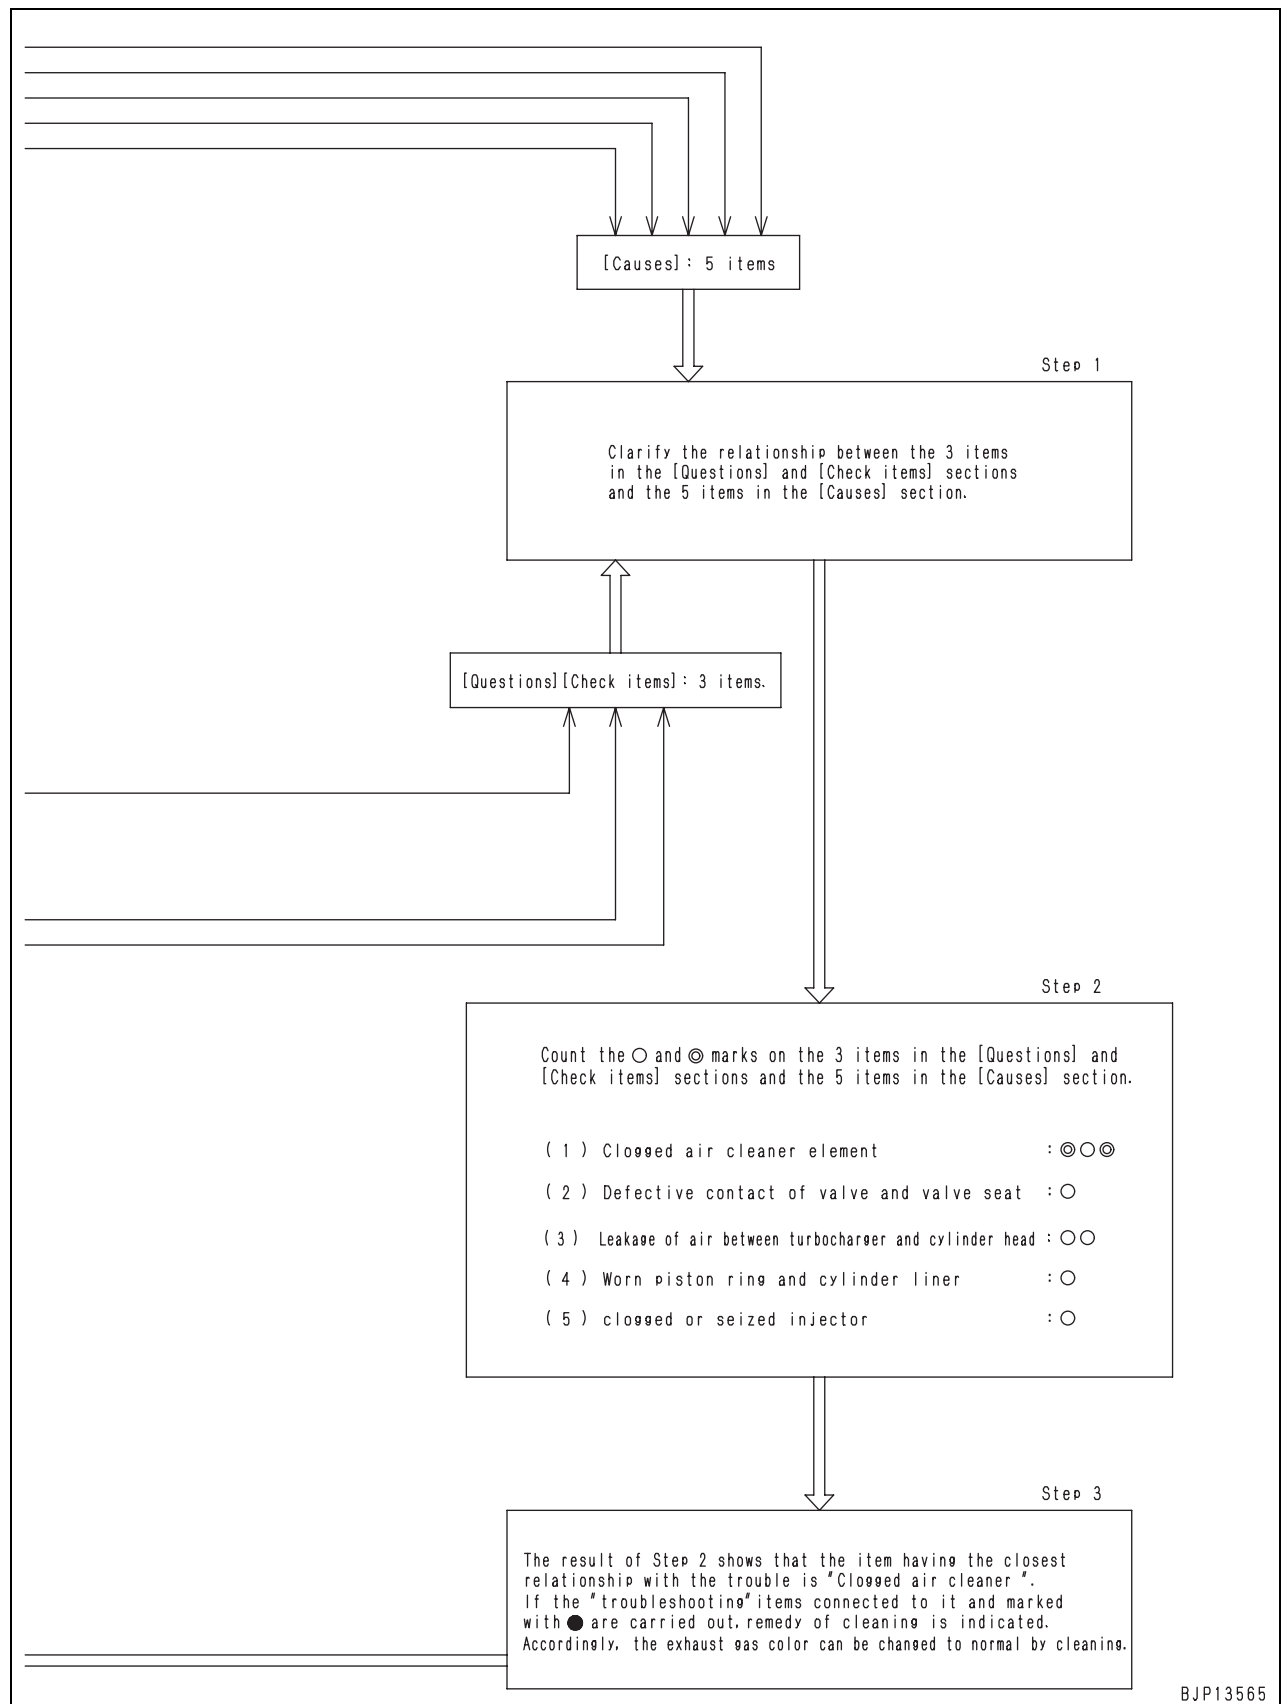 [Causes]: 5 items
Step 1
Clarify the relationship between the 3 items
in the [Questions] and [Check items] sections
and the 5 items in the [Causes] section.
[Questions][Check items]: 3 items.
Step 2
Count the ○ and ◎ marks on the 3 items in the [Questions] and
[Check items] sections and the 5 items in the [Causes] section.
(1) Clogged air cleaner element : ◎○◎
(2) Defective contact of valve and valve seat : ○
(3) Leakage of air between turbocharger and cylinder head : ○○
(4) Worn piston ring and cylinder liner : ○
(5) clogged or seized injector : ○
Step 3
The result of Step 2 shows that the item having the closest
relationship with the trouble is "Clogged air cleaner ".
If the "troubleshooting" items connected to it and marked
with ● are carried out, remedy of cleaning is indicated.
Accordingly, the exhaust gas color can be changed to normal by cleaning.
BJP13565